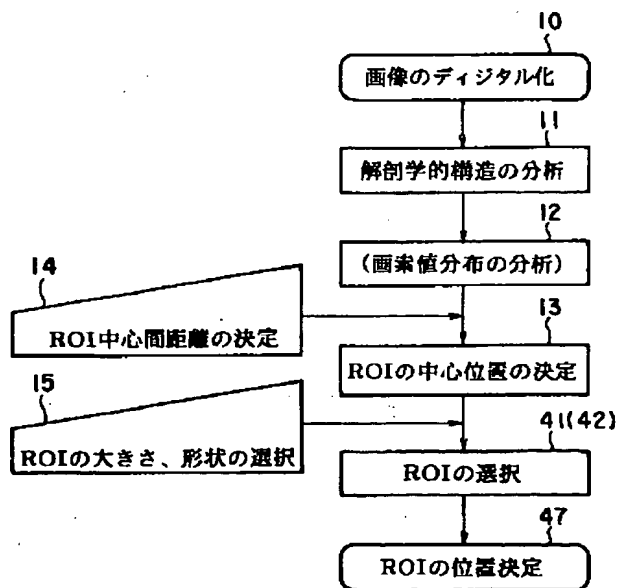 10
画像のディジタル化
11
解剖学的構造の分析
12
(画素値分布の分析)
14
ROI中心間距離の決定
13
ROIの中心位置の決定
15
ROIの大きさ、形状の選択
41(42)
ROIの選択
47
ROIの位置決定